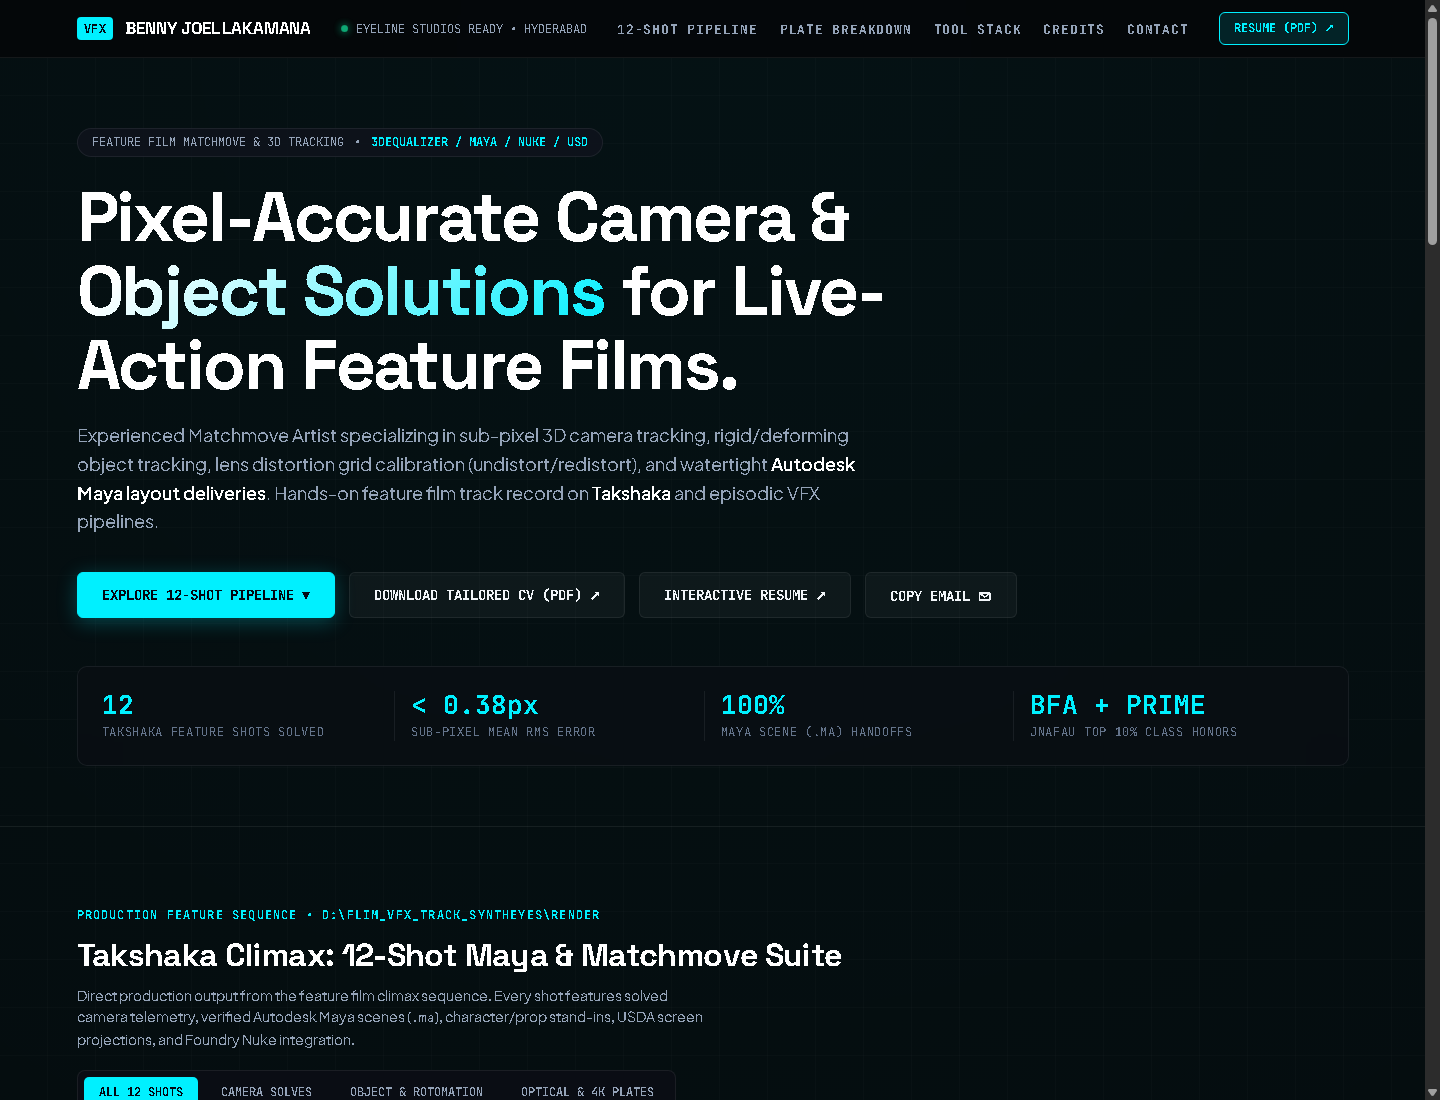 VFX BENNY JOEL LAKAMANA EYELINE STUDIOS READY • HYDERABAD 12-SHOT PIPELINE PLATE BREAKDOWN TOOL STACK CREDITS CONTACT RESUME (PDF) ↗
FEATURE FILM MATCHMOVE & 3D TRACKING • 3DEQUALIZER / MAYA / NUKE / USD
Pixel-Accurate Camera &
Object Solutions for Live-
Action Feature Films.
Experienced Matchmove Artist specializing in sub-pixel 3D camera tracking, rigid/deforming
object tracking, lens distortion grid calibration (undistort/redistort), and watertight Autodesk
Maya layout deliveries. Hands-on feature film track record on Takshaka and episodic VFX
pipelines.
EXPLORE 12-SHOT PIPELINE ▼ DOWNLOAD TAILORED CV (PDF) ↗ INTERACTIVE RESUME ↗ COPY EMAIL ✉
12 < 0.38px 100% BFA + PRIME
TAKSHAKA FEATURE SHOTS SOLVED SUB-PIXEL MEAN RMS ERROR MAYA SCENE (.MA) HANDOFFS JNAFAU TOP 10% CLASS HONORS
PRODUCTION FEATURE SEQUENCE • D:\FLIM_VFX_TRACK_SYNTHEYES\RENDER
Takshaka Climax: 12-Shot Maya & Matchmove Suite
Direct production output from the feature film climax sequence. Every shot features solved
camera telemetry, verified Autodesk Maya scenes (.ma), character/prop stand-ins, USDA screen
projections, and Foundry Nuke integration.
ALL 12 SHOTS CAMERA SOLVES OBJECT & ROTOMATION OPTICAL & 4K PLATES